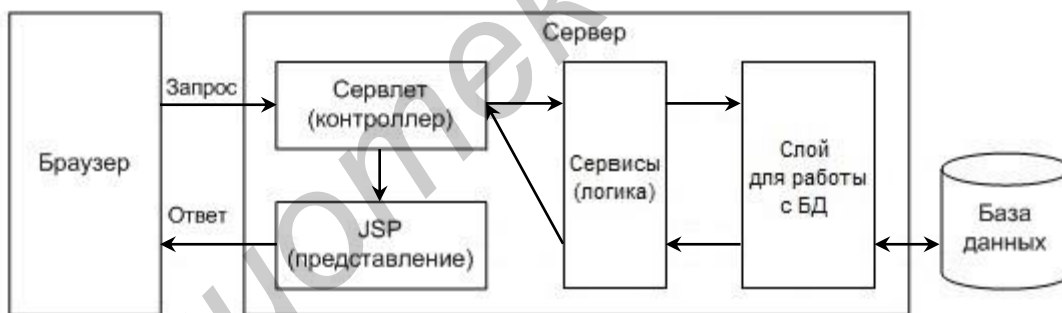 Сервер
Запрос
Сервлет
(контроллер)
Браузер
Сервисы
(логика)
Слой
для работы
с БД
База
данных
Ответ
JSP
(представление)